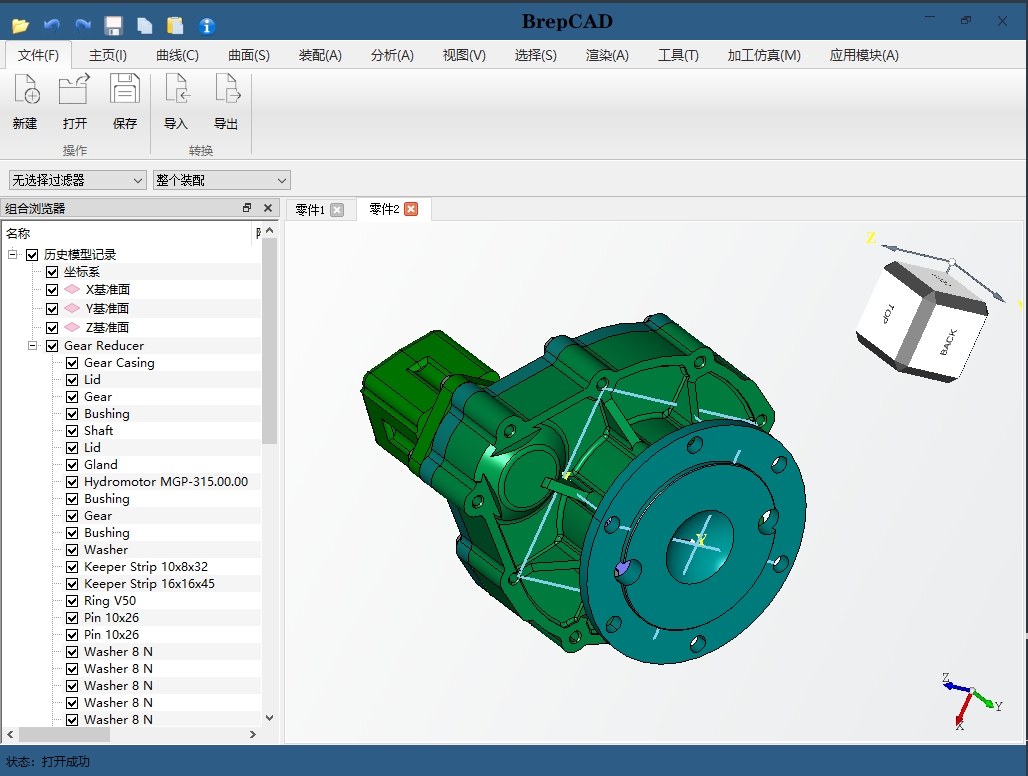 BrepCAD
文件(F) 主页(I) 曲线(C) 曲面(S) 装配(A) 分析(A) 视图(V) 选择(S) 渲染(A) 工具(T) 加工仿真(M) 应用模块(A)
新建 打开 保存 导入 导出
操作 转换
无选择过滤器 整个装配
组合浏览器 零件1 零件2
名称
历史模型记录
坐标系
X基准面
Y基准面
Z基准面
Gear Reducer
Gear Casing
Lid
Gear
Bushing
Shaft
Lid
Gland
Hydromotor MGP-315.00.00
Bushing
Gear
Bushing
Washer
Keeper Strip 10x8x32
Keeper Strip 16x16x45
Ring V50
Pin 10x26
Pin 10x26
Washer 8 N
Washer 8 N
Washer 8 N
Washer 8 N
Washer 8 N
Z
TOP
BACK
Y
Z
Y
X
状态: 打开成功